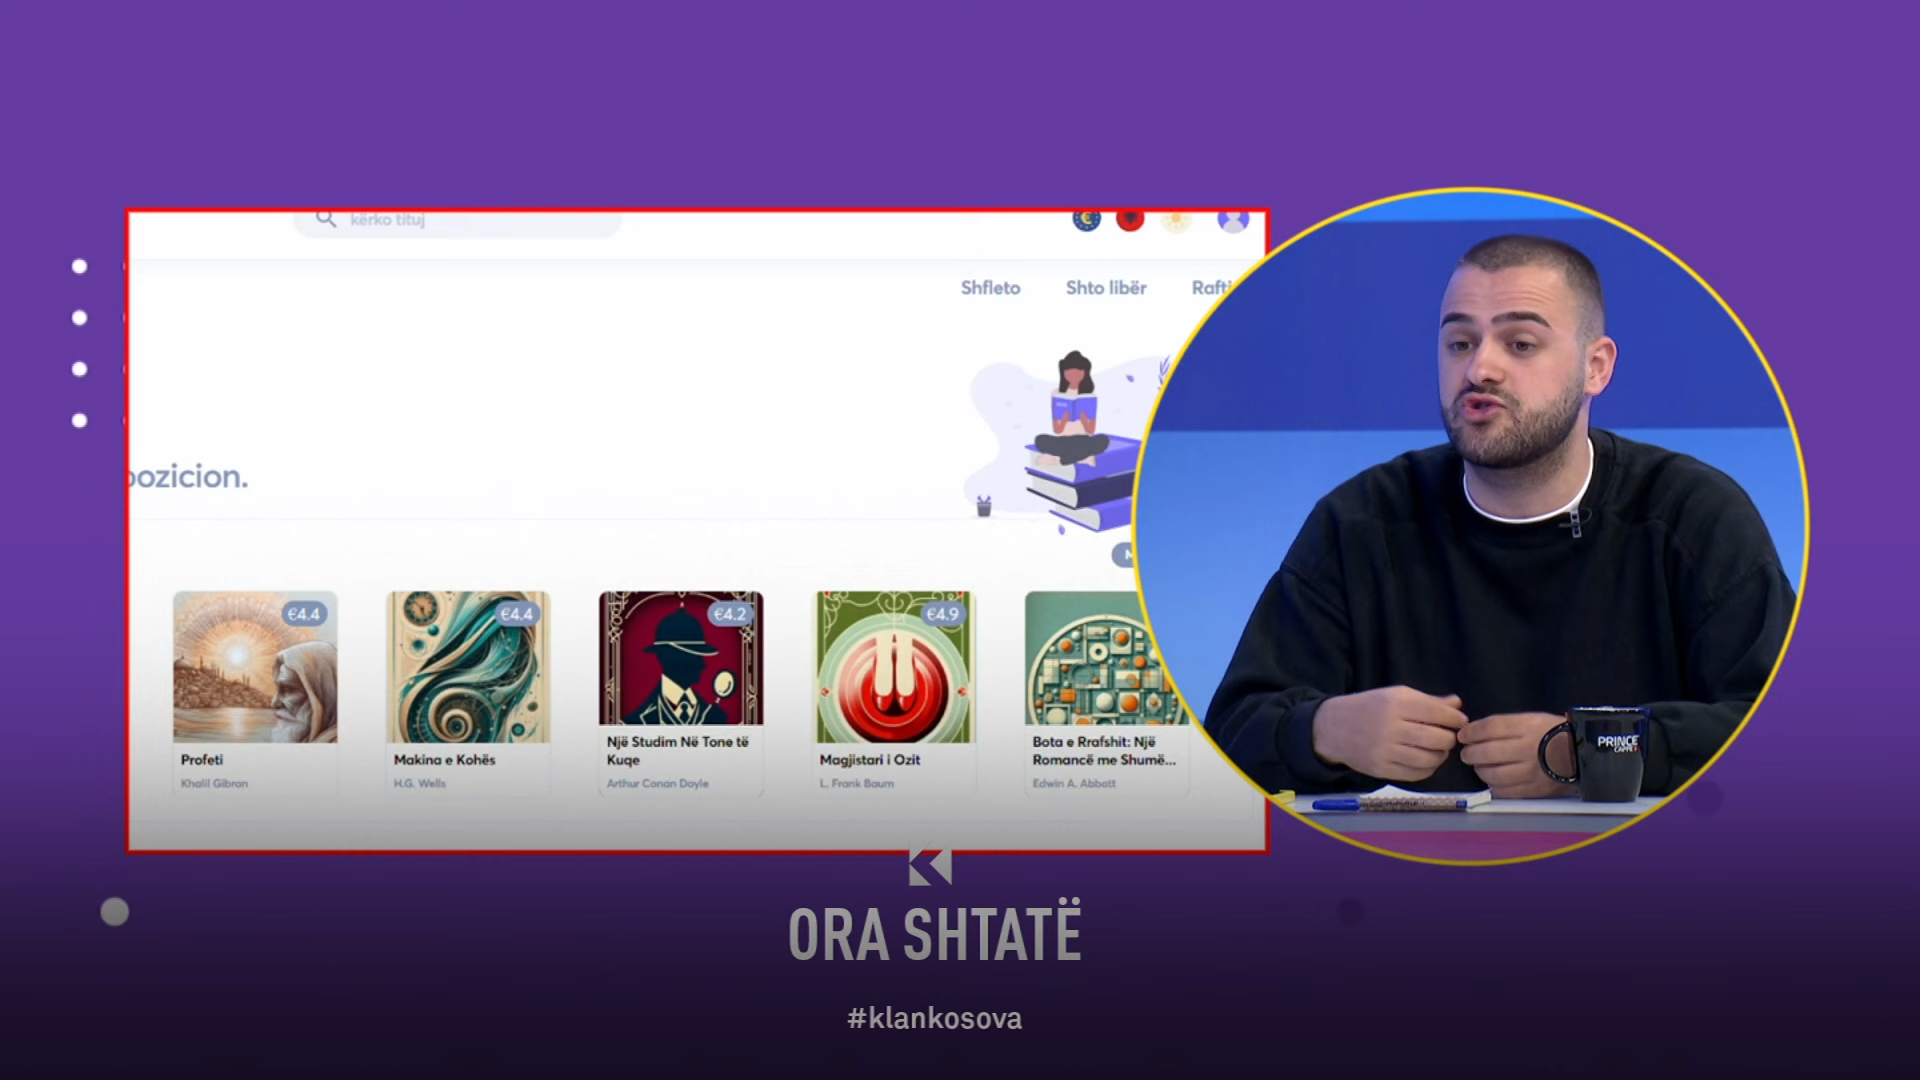 kërko tituj
Shfleto
Shto libër
pozicion.
€4.4
€4.4
€4.2
€4.9
Profeti
Khalil Gibran
Makina e Kohës
H.G. Wells
Një Studim Në Tone të
Kuqe
Arthur Conan Doyle
Magjistari i Ozit
L. Frank Baum
Bota e Rrafshit: Një
Romancë me Shumë...
Edwin A. Abbott
PRINCE
CAFFE
ORA SHTATË
#klankosova